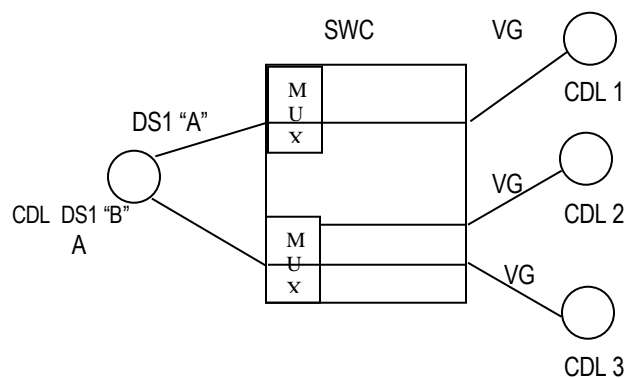 SWC VG
CDL 1
M
U
X
DS1 “A”
VG
CDL 2
CDL DS1 “B”
A
M
U
X
VG
CDL 3